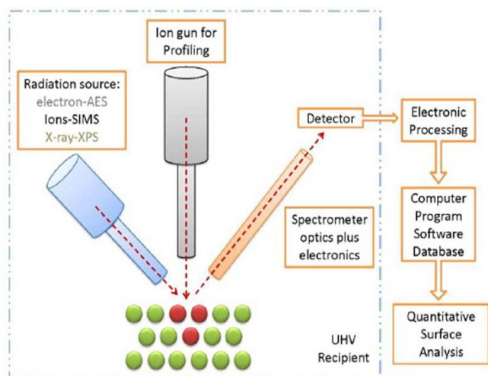 Ion gun for
Profiling
Radiation source:
electron-AES
Ions-SIMS
X-ray-XPS
Detector
Electronic
Processing
Spectrometer
optics plus
electronics
Computer
Program
Software
Database
UHV
Recipient
Quantitative
Surface
Analysis